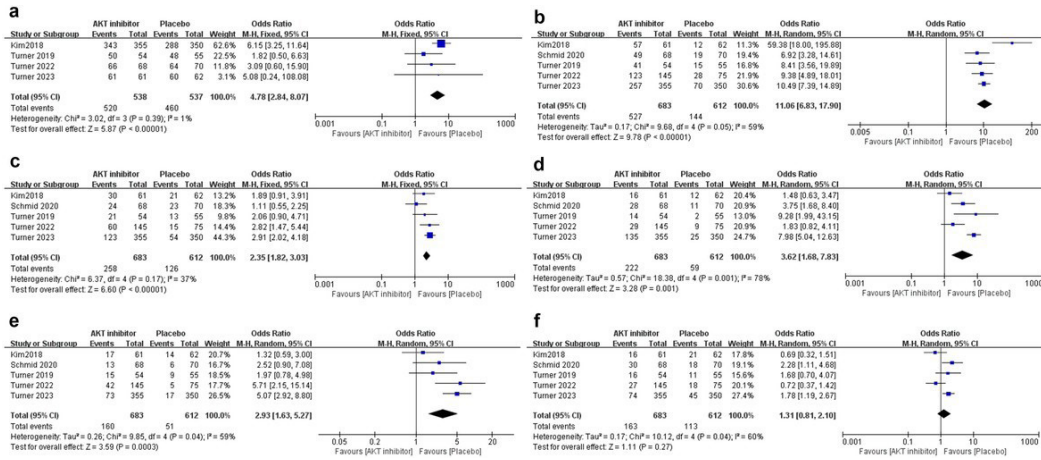 a
AKT inhibitor Placebo Odds Ratio Odds Ratio
Study or Subgroup Events Total Events Total Weight M-H, Fixed, 95% CI M-H, Fixed, 95% CI
Kim2018 343 355 288 350 62.6% 6.15 [3.25, 11.64]
Turner 2019 50 54 48 55 22.5% 1.82 [0.50, 6.63]
Turner 2022 66 68 64 70 11.8% 3.09 [0.60, 15.90]
Turner 2023 61 61 60 62 3.1% 5.08 [0.24, 108.08]
Total (95% CI) 538 537 100.0% 4.78 [2.84, 8.07]
Total events 520 460
Heterogeneity: Chi² = 3.02, df = 3 (P = 0.39); I² = 1%
Test for overall effect: Z = 5.87 (P < 0.00001)
0.001 0.1 1 10 1000
Favours [AKT inhibitor] Favours [Placebo]
b
AKT inhibitor Placebo Odds Ratio Odds Ratio
Study or Subgroup Events Total Events Total Weight M-H, Random, 95% CI M-H, Random, 95% CI
Kim2018 57 61 12 62 11.3% 59.38 [18.00, 195.88]
Schmid 2020 49 68 19 70 19.4% 6.92 [3.28, 14.61]
Turner 2019 41 54 15 55 16.5% 8.41 [3.56, 19.89]
Turner 2022 123 145 28 75 22.2% 9.38 [4.89, 18.01]
Turner 2023 257 355 70 350 30.6% 10.49 [7.39, 14.89]
Total (95% CI) 683 612 100.0% 11.06 [6.83, 17.90]
Total events 527 144
Heterogeneity: Tau² = 0.17; Chi² = 9.68, df = 4 (P = 0.05); I² = 59%
Test for overall effect: Z = 9.78 (P < 0.00001)
0.001 0.1 1 10 1000
Favours [AKT inhibitor] Favours [Placebo]
c
AKT inhibitor Placebo Odds Ratio Odds Ratio
Study or Subgroup Events Total Events Total Weight M-H, Fixed, 95% CI M-H, Fixed, 95% CI
Kim2018 30 61 21 62 13.2% 1.89 [0.91, 3.91]
Schmid 2020 24 68 23 70 18.9% 1.11 [0.55, 2.25]
Turner 2019 21 54 13 55 9.8% 2.06 [0.90, 4.71]
Turner 2022 60 145 15 75 14.4% 2.82 [1.47, 5.44]
Turner 2023 123 355 54 350 43.8% 2.91 [2.02, 4.18]
Total (95% CI) 683 612 100.0% 2.35 [1.82, 3.03]
Total events 258 126
Heterogeneity: Chi² = 6.37, df = 4 (P = 0.17); I² = 37%
Test for overall effect: Z = 6.60 (P < 0.00001)
0.01 0.1 1 10 100
Favours [AKT inhibitor] Favours [Placebo]
d
AKT inhibitor Placebo Odds Ratio Odds Ratio
Study or Subgroup Events Total Events Total Weight M-H, Random, 95% CI M-H, Random, 95% CI
Kim2018 16 61 12 62 20.4% 1.48 [0.63, 3.47]
Schmid 2020 28 68 11 70 21.0% 3.75 [1.68, 8.40]
Turner 2019 14 54 2 55 12.9% 9.28 [1.99, 43.15]
Turner 2022 29 145 9 75 21.0% 1.83 [0.82, 4.11]
Turner 2023 135 355 25 350 24.7% 7.98 [5.04, 12.63]
Total (95% CI) 683 612 100.0% 3.62 [1.68, 7.83]
Total events 222 59
Heterogeneity: Tau² = 0.57; Chi² = 18.38, df = 4 (P = 0.001); I² = 78%
Test for overall effect: Z = 3.28 (P = 0.001)
0.01 0.1 1 10 100
Favours [AKT inhibitor] Favours [Placebo]
e
AKT inhibitor Placebo Odds Ratio Odds Ratio
Study or Subgroup Events Total Events Total Weight M-H, Random, 95% CI M-H, Random, 95% CI
Kim2018 17 61 14 62 20.7% 1.32 [0.59, 3.00]
Schmid 2020 13 68 6 70 16.1% 2.52 [0.90, 7.08]
Turner 2019 15 54 9 55 18.5% 1.97 [0.78, 4.98]
Turner 2022 42 145 5 75 17.7% 5.71 [2.15, 15.14]
Turner 2023 73 355 17 350 26.9% 5.07 [2.92, 8.80]
Total (95% CI) 683 612 100.0% 2.93 [1.63, 5.27]
Total events 160 51
Heterogeneity: Tau² = 0.26; Chi² = 9.85, df = 4 (P = 0.04); I² = 59%
Test for overall effect: Z = 3.59 (P = 0.0003)
0.05 0.2 1 5 20
Favours [AKT inhibitor] Favours [Placebo]
f
AKT inhibitor Placebo Odds Ratio Odds Ratio
Study or Subgroup Events Total Events Total Weight M-H, Random, 95% CI M-H, Random, 95% CI
Kim2018 16 61 21 62 17.8% 0.69 [0.32, 1.51]
Schmid 2020 30 68 18 70 19.4% 2.28 [1.11, 4.68]
Turner 2019 16 54 11 55 15.9% 1.68 [0.70, 4.07]
Turner 2022 27 145 18 75 20.7% 0.72 [0.37, 1.42]
Turner 2023 74 355 45 350 26.2% 1.78 [1.19, 2.67]
Total (95% CI) 683 612 100.0% 1.31 [0.81, 2.10]
Total events 163 113
Heterogeneity: Tau² = 0.17; Chi² = 10.12, df = 4 (P = 0.04); I² = 60%
Test for overall effect: Z = 1.11 (P = 0.27)
0.01 0.1 1 10 100
Favours [AKT inhibitor] Favours [Placebo]